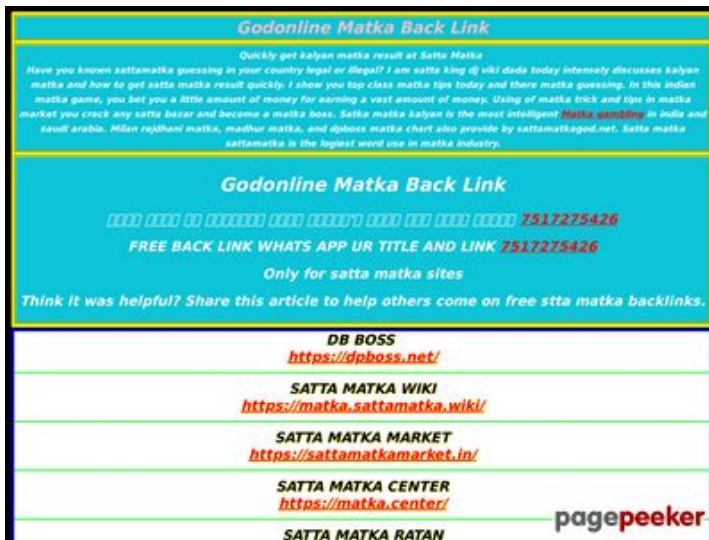 Godonline Matka Back Link
Quickly get kalyan matka result at Satta Matka
Have you known sattamatka guessing in your country legal or illegal? I am satta king dj viki dada today intensely discusses kalyan
matka and how to get satta matka result quickly. I show you top class matka tips today and there matka guessing. In this indian
matka game, you bet you a little amount of money for earning a vast amount of money. Using of matka trick and tips in matka
market you crack any satta bazar and become a matka boss. Satka matka kalyan is the most intelligent Matka gambling in india and
saudi arabia. Milan rajdhani matka, madhur matka, and dpboss matka chart also provide by sattamatkagod.net. Satta matka
sattamatka is the logiest word use in matka industry.
Godonline Matka Back Link
7517275426
FREE BACK LINK WHATS APP UR TITLE AND LINK 7517275426
Only for satta matka sites
Think it was helpful? Share this article to help others come on free stta matka backlinks.
DB BOSS
https://dpboss.net/
SATTA MATKA WIKI
https://matka.sattamatka.wiki/
SATTA MATKA MARKET
https://sattamatkamarket.in/
SATTA MATKA CENTER
https://matka.center/
SATTA MATKA RATAN
pagepeeker